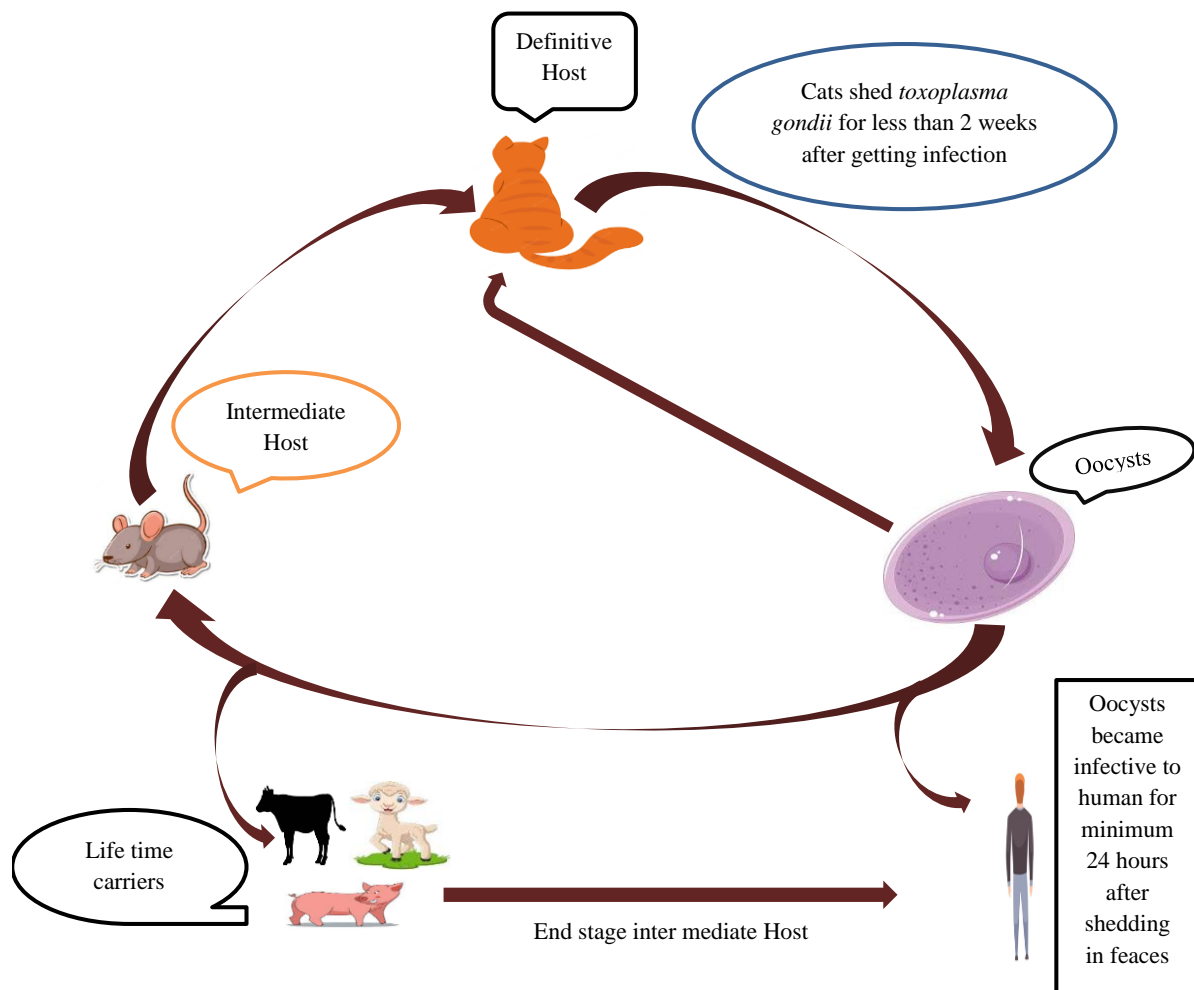 Definitive
Host
Cats shed toxoplasma
gondii for less than 2 weeks
after getting infection
Intermediate
Host
Oocysts
Oocysts
became
infective to
human for
minimum
24 hours
after
shedding
in feaces
Life time
carriers
End stage inter mediate Host